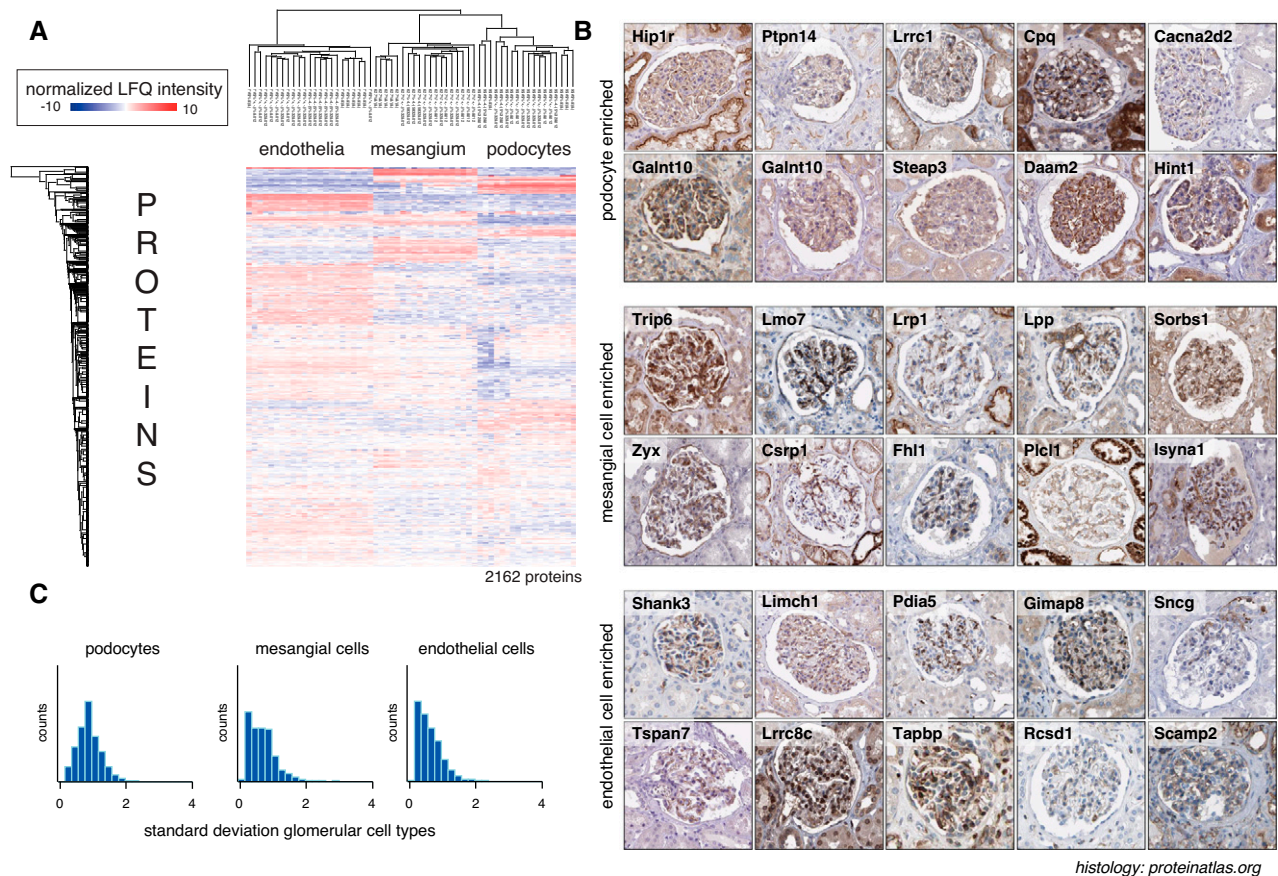 A
normalized LFQ intensity
-10 10
endothelia mesangium podocytes
P
R
O
T
E
I
N
S
2162 proteins
B
podocyte enriched
Hip1r Ptpn14 Lrrc1 Cpq Cacna2d2
Galnt10 Galnt10 Steap3 Daam2 Hint1
mesangial cell enriched
Trip6 Lmo7 Lrp1 Lpp Sorbs1
Zyx Csrp1 Fhl1 Plcl1 Isyna1
endothelial cell enriched
Shank3 Limch1 Pdia5 Gimap8 Sncg
Tspan7 Lrrc8c Tapbp Rcsd1 Scamp2
histology: proteinatlas.org
C
podocytes mesangial cells endothelial cells
counts counts counts
0 2 4 0 2 4 0 2 4
standard deviation glomerular cell types